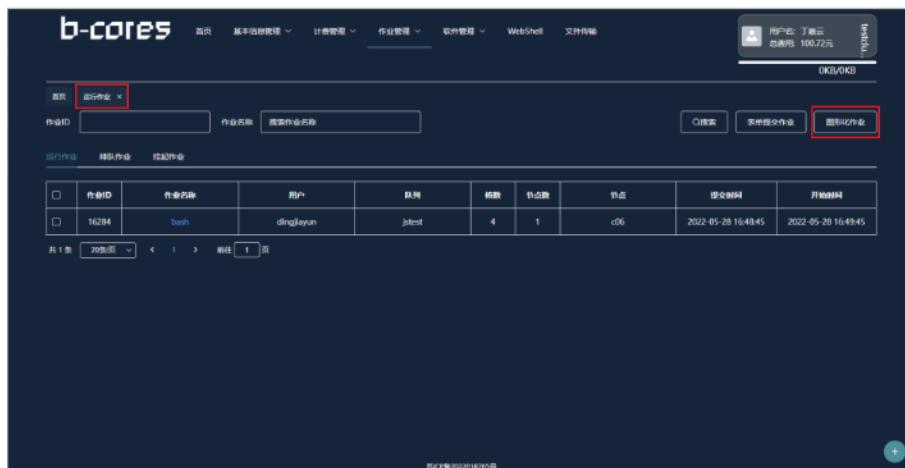 b-cores 首页 基本信息管理 计费管理 作业管理 软件管理 WebShell 文件传输
用户名: 丁嘉云
总费用: 100.72元
testclu...
0KB/0KB
首页 运行作业 ×
作业ID 作业名称 搜索作业名称 搜索 表单提交作业 图形化作业
运行作业 排队作业 挂起作业
作业ID 作业名称 用户 队列 核数 节点数 节点 提交时间 开始时间
16284 bash dingjiayun jstest 4 1 c06 2022-05-28 16:48:45 2022-05-28 16:49:45
共 1 条 20条/页 < 1 > 前往 1 页